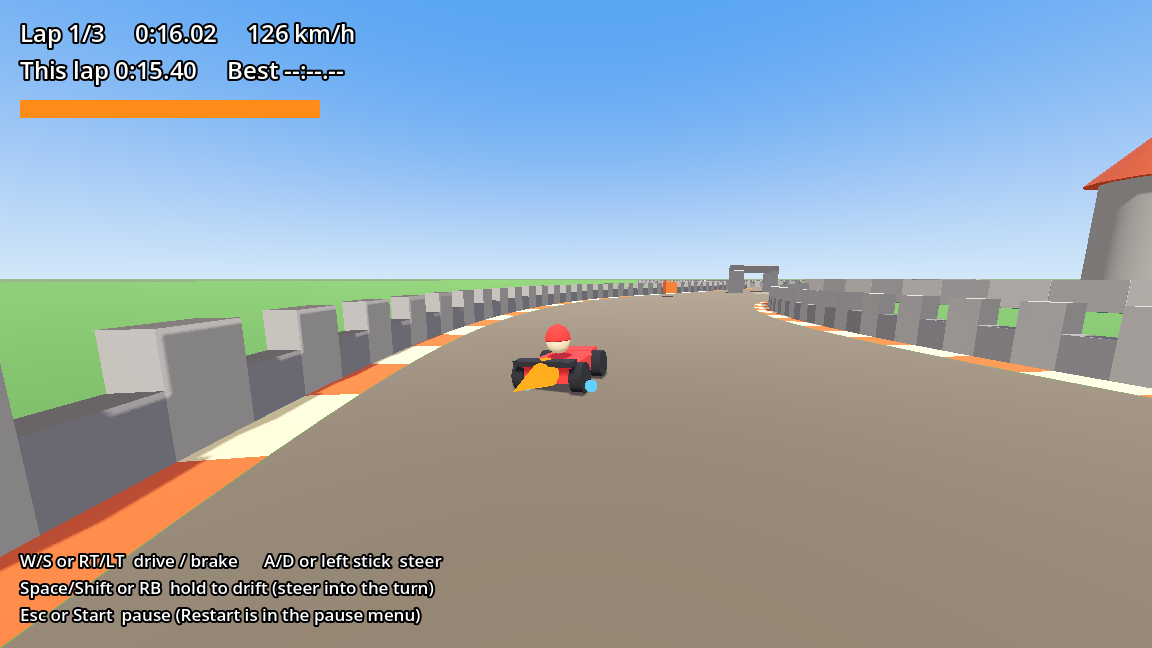 Lap 1/3 0:16.02 126 km/h
This lap 0:15.40 Best --:--.--
W/S or RT/LT drive / brake A/D or left stick steer
Space/Shift or RB hold to drift (steer into the turn)
Esc or Start pause (Restart is in the pause menu)